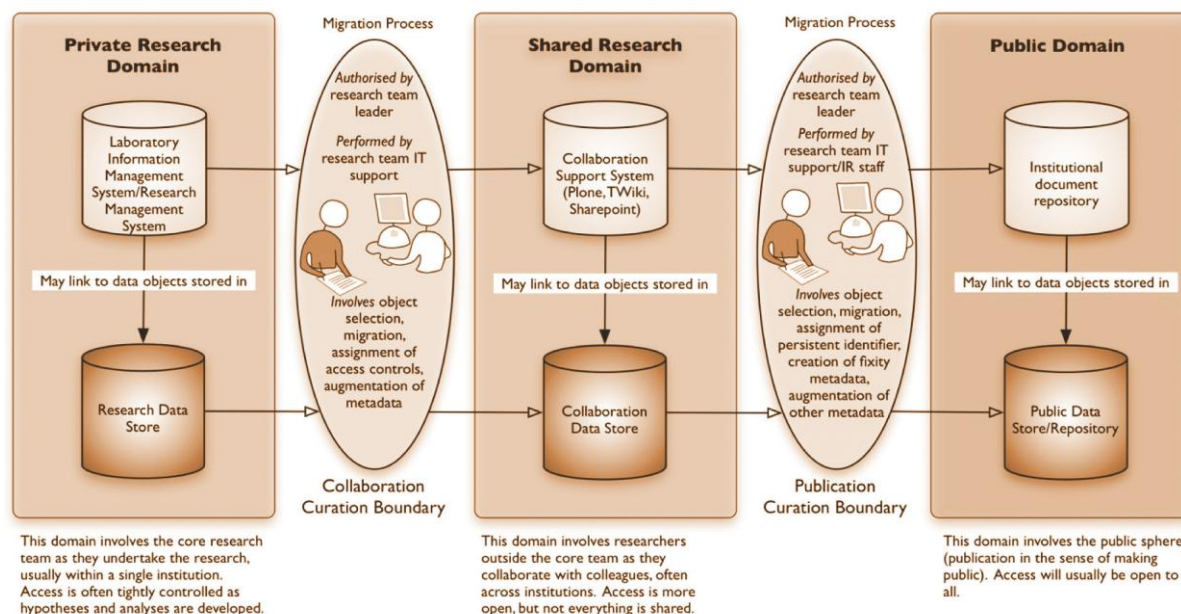 Private Research
Domain
Laboratory
Information
Management
System/Research
Management
System
May link to data objects stored in
Research Data
Store
This domain involves the core research
team as they undertake the research,
usually within a single institution.
Access is often tightly controlled as
hypotheses and analyses are developed.
Migration Process
Authorised by
research team
leader
Performed by
research team IT
support
Involves object
selection,
migration,
assignment of
access controls,
augmentation of
metadata
Collaboration
Curation Boundary
Shared Research
Domain
Collaboration
Support System
(Plone, TWiki,
Sharepoint)
May link to data objects stored in
Collaboration
Data Store
This domain involves researchers
outside the core team as they
collaborate with colleagues, often
across institutions. Access is more
open, but not everything is shared.
Migration Process
Authorised by
research team
leader
Performed by
research team IT
support/IR staff
Involves object
selection, migration,
assignment of
persistent identifier,
creation of fixity
metadata,
augmentation of
other metadata
Publication
Curation Boundary
Public Domain
Institutional
document
repository
May link to data objects stored in
Public Data
Store/Repository
This domain involves the public sphere
(publication in the sense of making
public). Access will usually be open to
all.